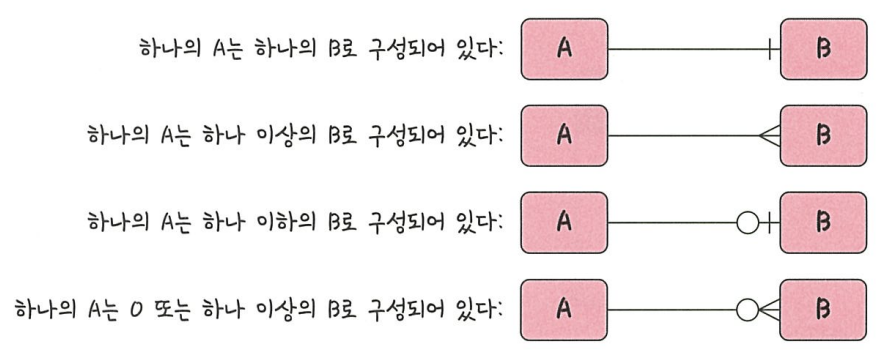 하나의 A는 하나의 B로 구성되어 있다: A B
하나의 A는 하나 이상의 B로 구성되어 있다: A B
하나의 A는 하나 이하의 B로 구성되어 있다: A B
하나의 A는 0 또는 하나 이상의 B로 구성되어 있다: A B